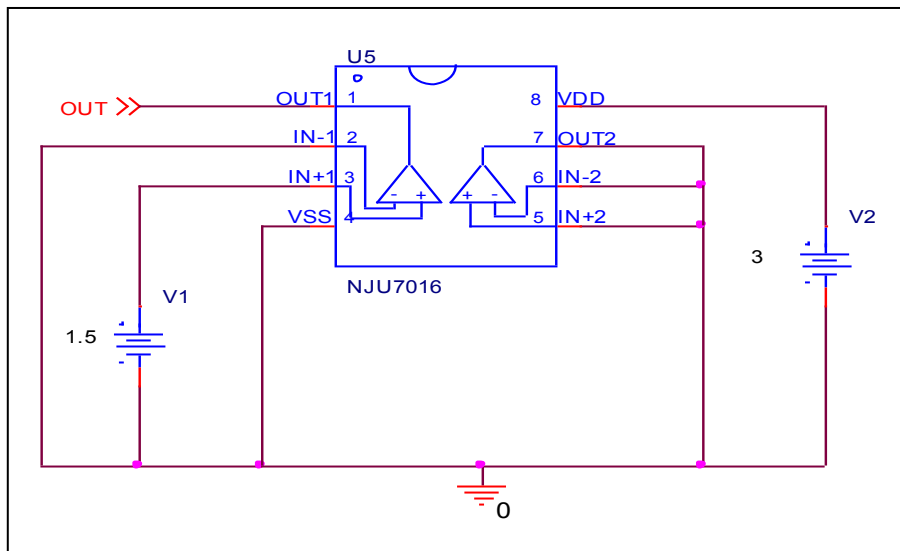 U5
OUT
OUT1
1
8
VDD
IN-1
2
7
OUT2
IN+1
3
6
IN-2
VSS
4
5
IN+2
- +
+ -
NJU7016
V1
1.5
V2
3
0